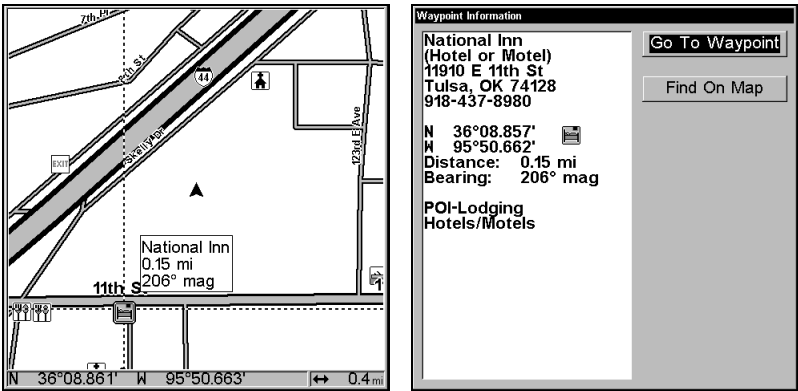 7th Pl
7th St
44
Skelly Dr
123rd E Ave
EXIT
National Inn
0.15 mi
206° mag
11th S
1
N 36°08.861' W 95°50.663' 0.4 mi
Waypoint Information
National Inn
(Hotel or Motel)
11910 E 11th St
Tulsa, OK 74128
918-437-8980
N 36°08.857'
W 95°50.662'
Distance: 0.15 mi
Bearing: 206° mag
POI-Lodging
Hotels/Motels
Go To Waypoint
Find On Map